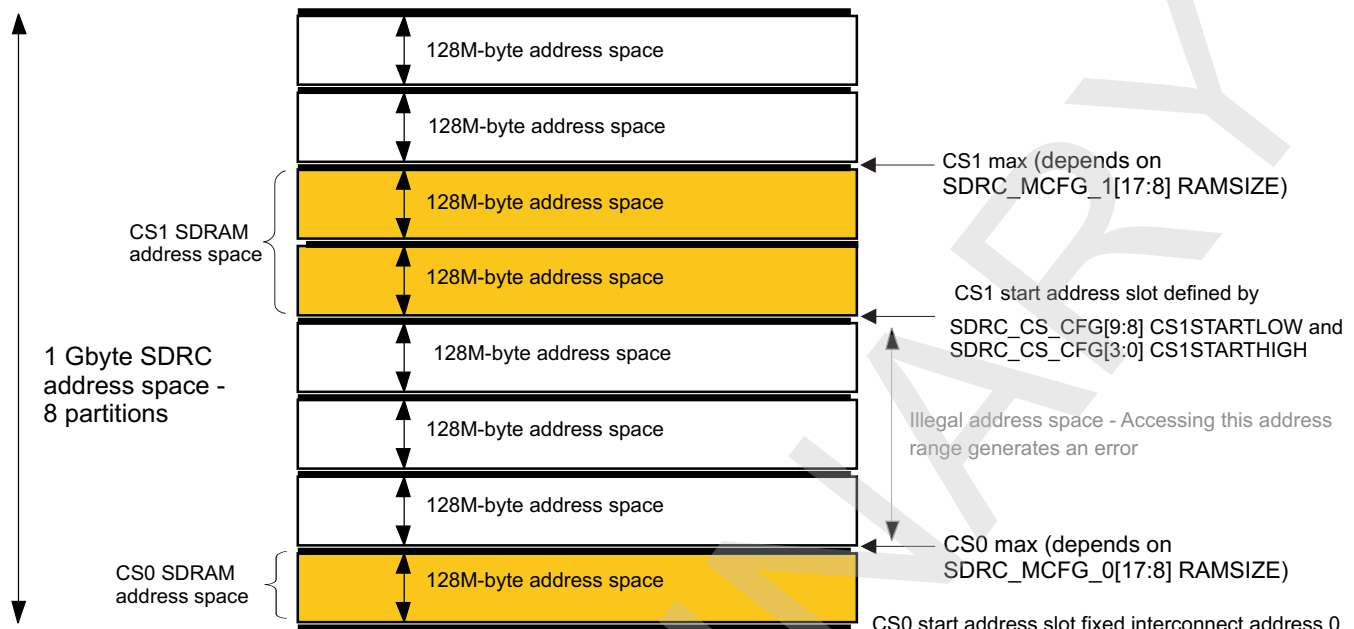 128M-byte address space
128M-byte address space
CS1 max (depends on
SDRC_MCFG_1[17:8] RAMSIZE)
128M-byte address space
CS1 SDRAM
address space
128M-byte address space
CS1 start address slot defined by
SDRC_CS_CFG[9:8] CS1STARTLOW and
SDRC_CS_CFG[3:0] CS1STARTHIGH
128M-byte address space
1 Gbyte SDRC
address space -
8 partitions
128M-byte address space
Illegal address space - Accessing this address
range generates an error
128M-byte address space
CS0 max (depends on
SDRC_MCFG_0[17:8] RAMSIZE)
CS0 SDRAM
address space
128M-byte address space
CS0 start address slot fixed interconnect address 0
NARY